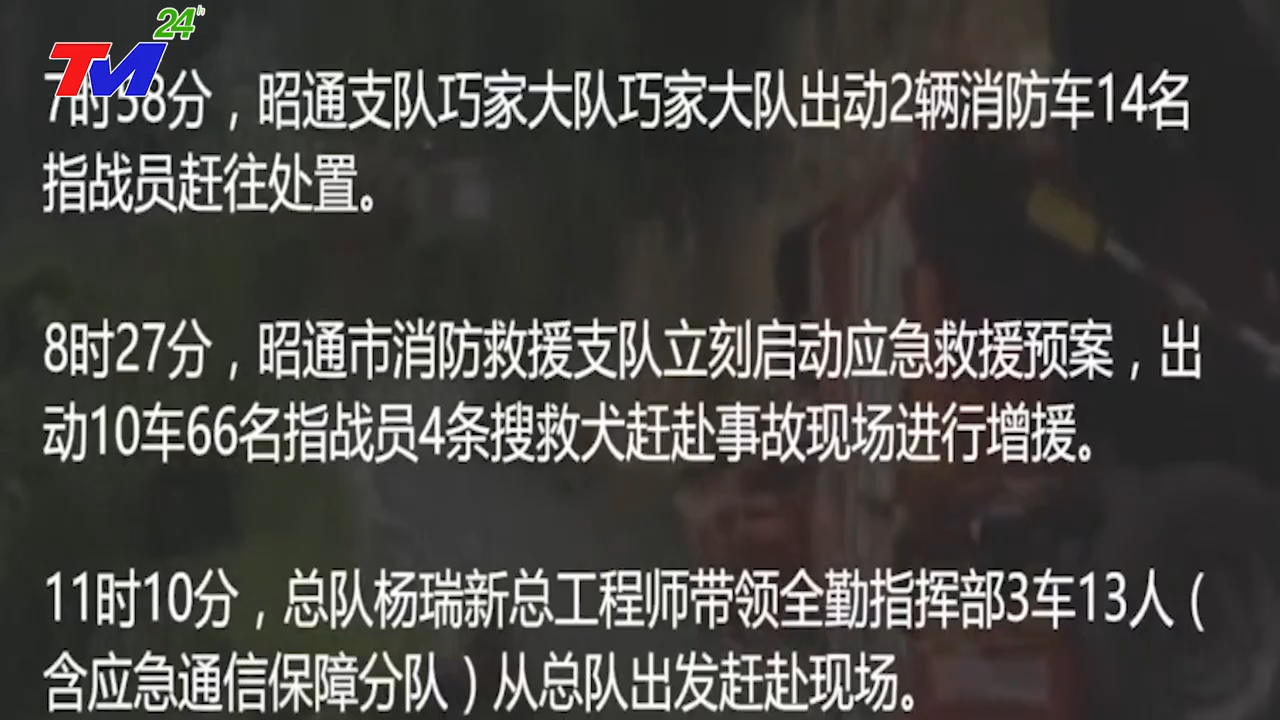 24h
TM
7时58分，昭通支队巧家大队巧家大队出动2辆消防车14名
指战员赶往处置。
8时27分，昭通市消防救援支队立刻启动应急救援预案，出
动10车66名指战员4条搜救犬赶赴事故现场进行增援。
11时10分，总队杨瑞新总工程师带领全勤指挥部3车13人（
含应急通信保障分队）从总队出发赶赴现场。